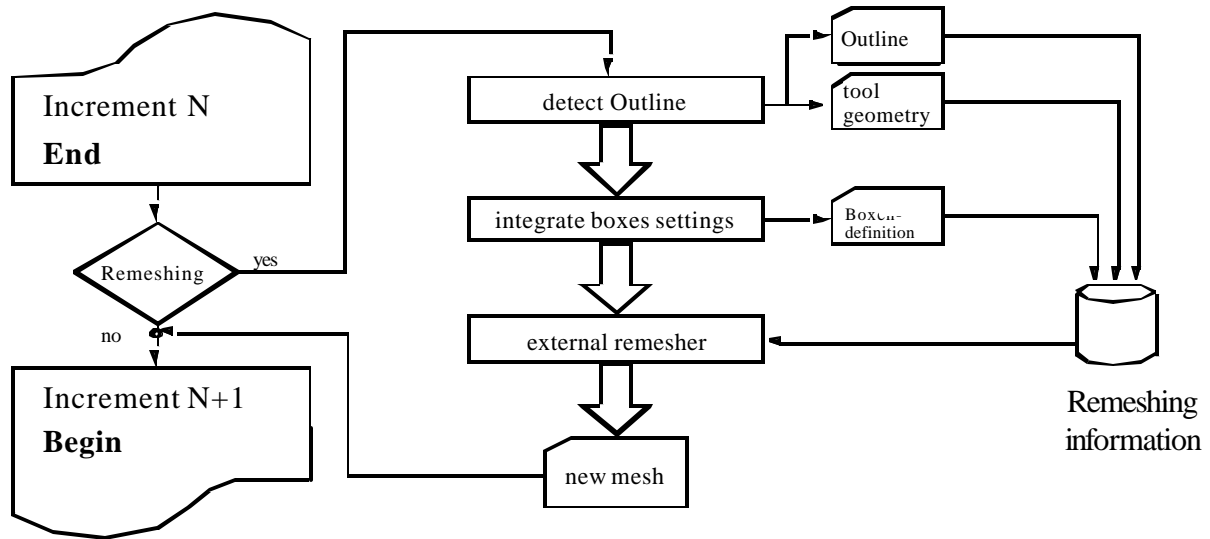 Increment N
End
Remeshing
yes
no
Increment N+1
Begin
detect Outline
integrate boxes settings
external remesher
new mesh
Outline
tool
geometry
definition
Remeshing
information